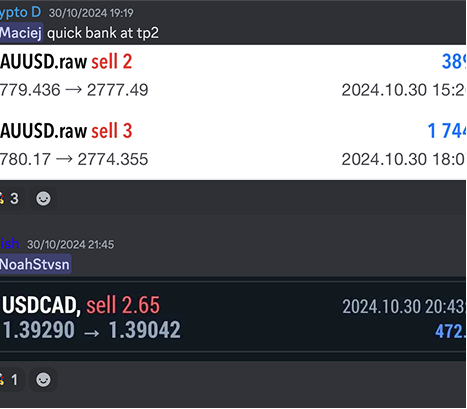 ypto D 30/10/2024 19:19
Maciej quick bank at tp2
AUUSD.raw sell 2 389
779.436 → 2777.49 2024.10.30 15:2
AUUSD.raw sell 3 1 744
780.17 → 2774.355 2024.10.30 18:0
3
ish 30/10/2024 21:45
NoahStvsn
USDCAD, sell 2.65 2024.10.30 20:43:
1.39290 → 1.39042 472.
1